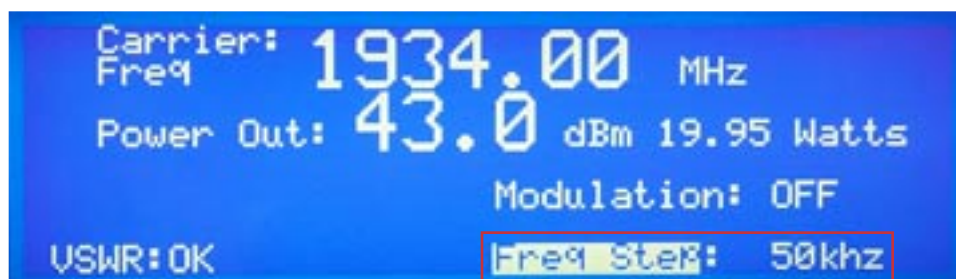 Carrier:
Freq 1934.00 MHz
Power Out: 43.0 dBm 19.95 Watts
Modulation: OFF
VSWR:OK Freq Step: 50khz